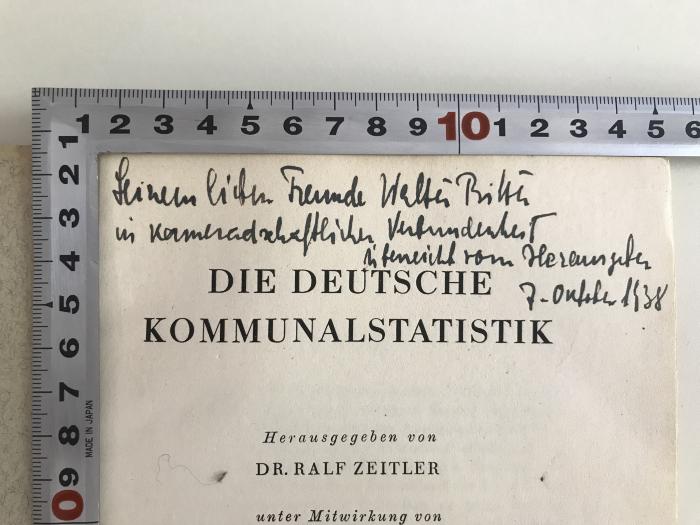 1 2 3 4 5 6 7 8 9 10 1 2 3 4 5 6
1 2 3 4 5 6 7 8 9 0
MADE IN JAPAN
Seinem lieben Freunde Walter Ritter
in kameradschaftlicher Verbundenheit
überreicht vom Herausgeber
7. Oktober 1938
DIE DEUTSCHE
KOMMUNALSTATISTIK
Herausgegeben von
DR. RALF ZEITLER
unter Mitwirkung von